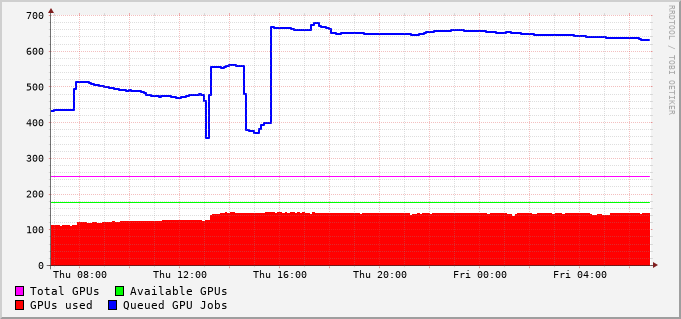 700
600
500
400
300
200
100
0
Thu 08:00 Thu 12:00 Thu 16:00 Thu 20:00 Fri 00:00 Fri 04:00
Total GPUs Available GPUs
GPUs used Queued GPU Jobs
RRDTOOL / TOBI OETIKER